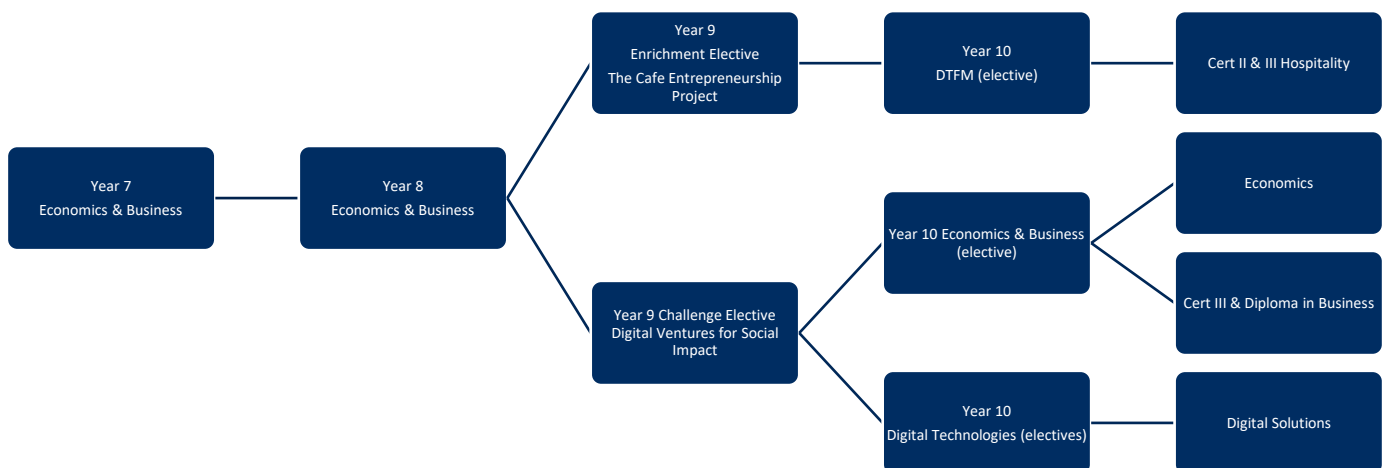 Year 7
Economics & Business
Year 8
Economics & Business
Year 9
Enrichment Elective
The Cafe Entrepreneurship
Project
Year 10
DTFM (elective)
Cert II & III Hospitality
Year 9 Challenge Elective
Digital Ventures for Social
Impact
Year 10 Economics & Business
(elective)
Economics
Cert III & Diploma in Business
Year 10
Digital Technologies (electives)
Digital Solutions